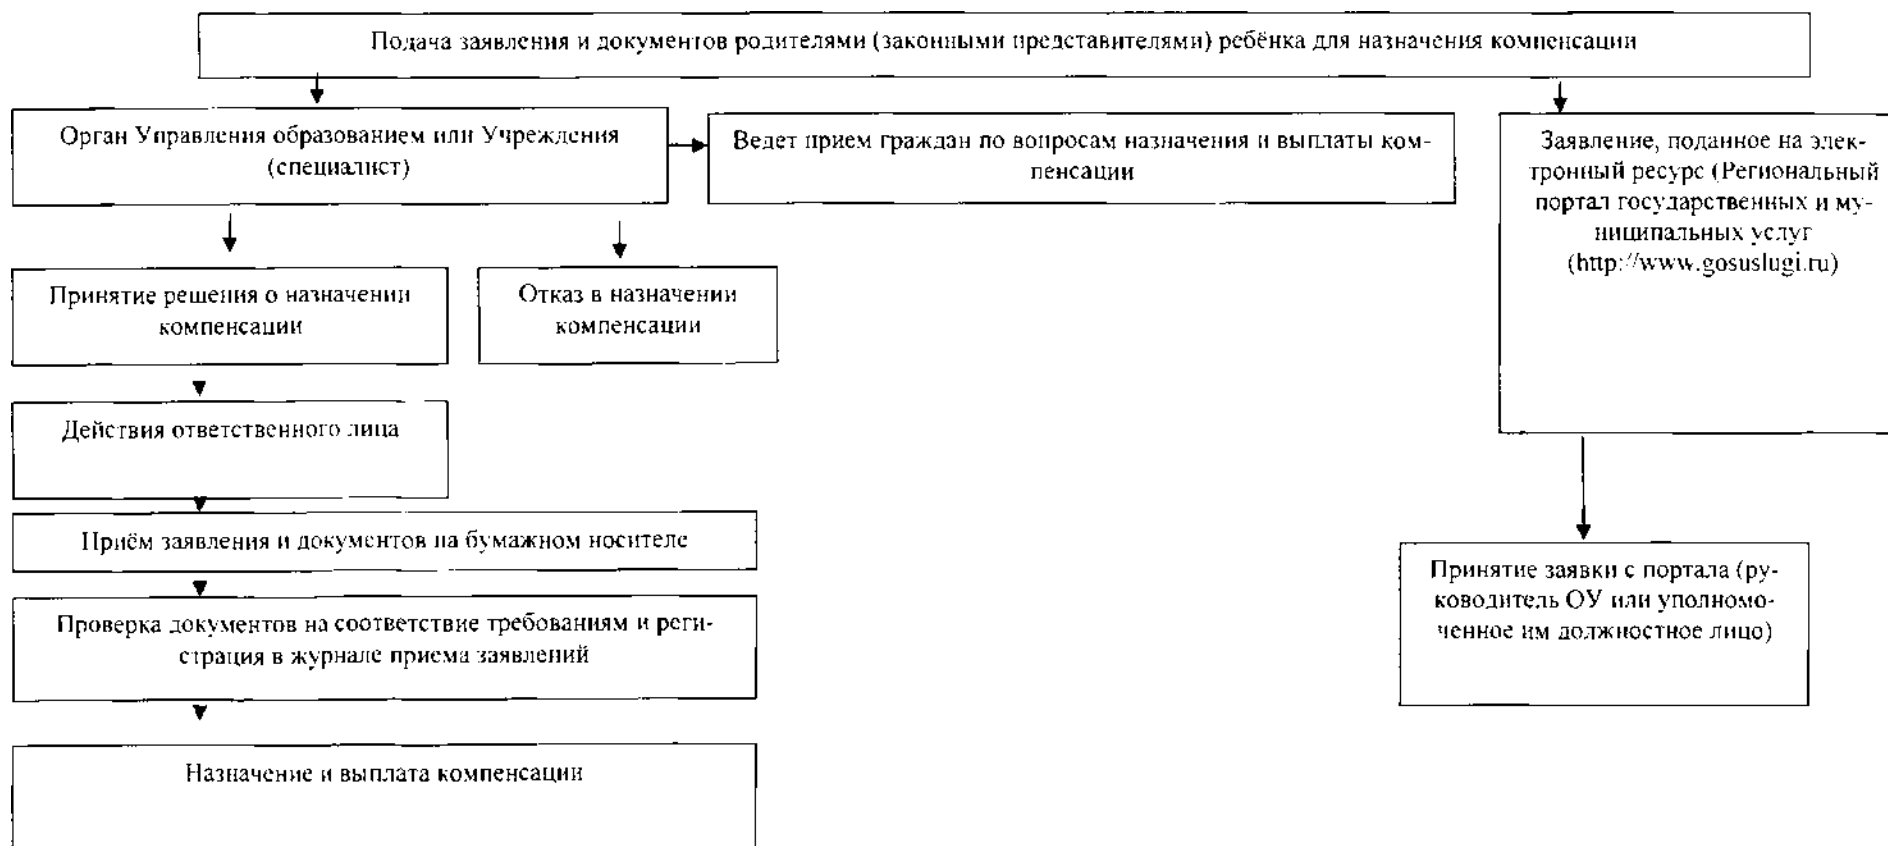 Подача заявления и документов родителями (законными представителями) ребёнка для назначения компенсации
Орган Управления образованием или Учреждения
(специалист)
Ведет прием граждан по вопросам назначения и выплаты ком-
пенсации
Заявление, поданное на элек-
тронный ресурс (Региональный
портал государственных и му-
ниципальных услуг
(http://www.gosuslugi.ru)
Принятие решения о назначении
компенсации
Отказ в назначении
компенсации
Действия ответственного лица
Приём заявления и документов на бумажном носителе
Принятие заявки с портала (ру-
ководитель ОУ или уполномо-
ченное им должностное лицо)
Проверка документов на соответствие требованиям и реги-
страция в журнале приема заявлений
Назначение и выплата компенсации